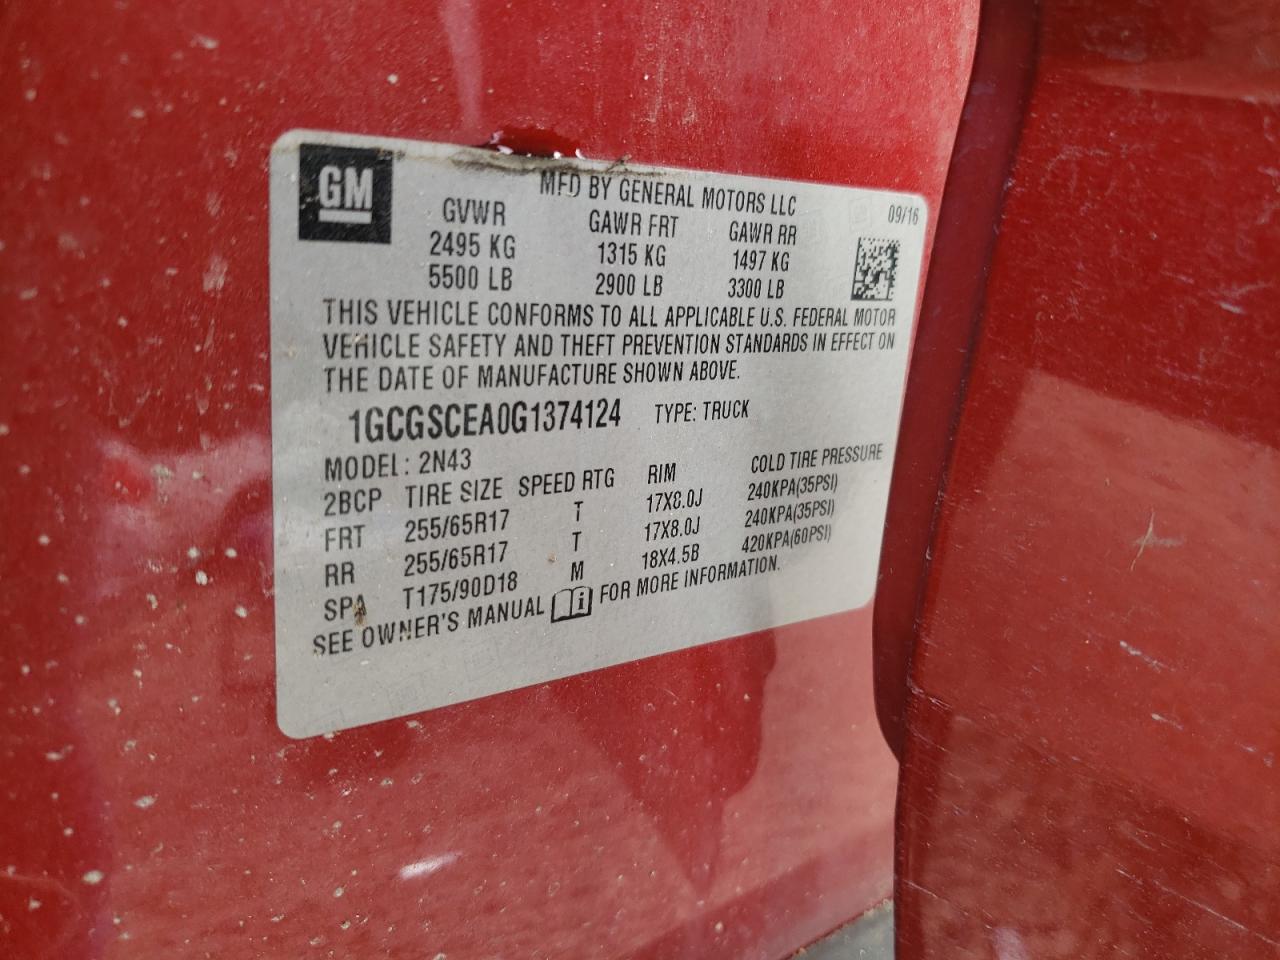 GM
MFD BY GENERAL MOTORS LLC
09/16
GVWR GAWR FRT GAWR RR
2495 KG 1315 KG 1497 KG
5500 LB 2900 LB 3300 LB
THIS VEHICLE CONFORMS TO ALL APPLICABLE U.S. FEDERAL MOTOR
VEHICLE SAFETY AND THEFT PREVENTION STANDARDS IN EFFECT ON
THE DATE OF MANUFACTURE SHOWN ABOVE.
1GCGSCEA0G1374124 TYPE: TRUCK
MODEL: 2N43
2BCP TIRE SIZE SPEED RTG RIM COLD TIRE PRESSURE
FRT 255/65R17 T 17X8.0J 240KPA(35PSI)
RR 255/65R17 T 17X8.0J 240KPA(35PSI)
SPA T175/90D18 M 18X4.5B 420KPA(60PSI)
SEE OWNER'S MANUAL i FOR MORE INFORMATION.